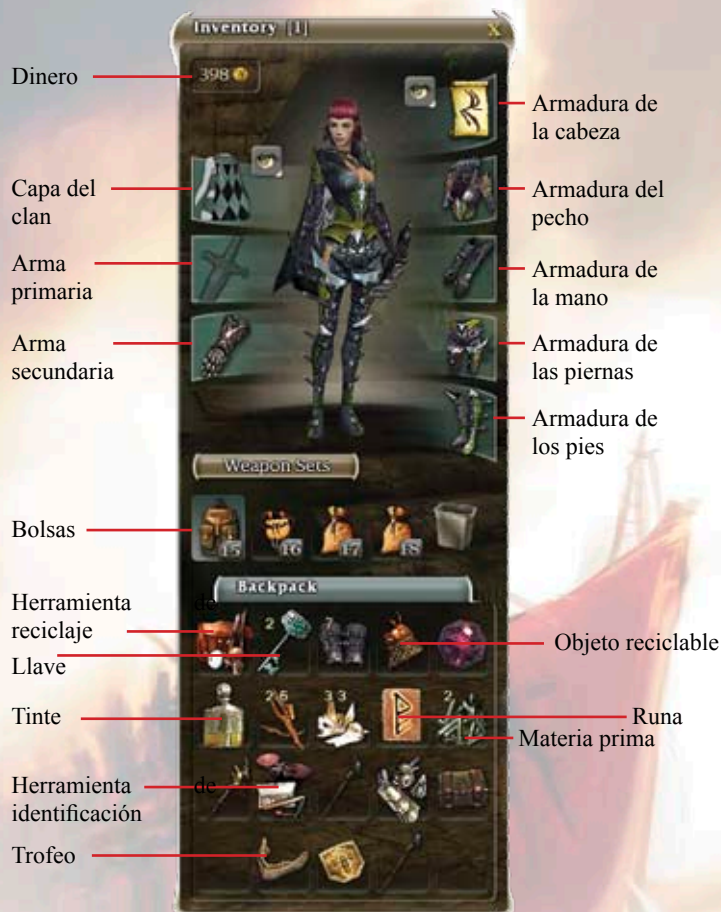 Inventory [1]
X
Dinero
398
Armadura de
la cabeza
Capa del
clan
Armadura del
pecho
Arma
primaria
Armadura de
la mano
Arma
secundaria
Armadura de
las piernas
Armadura de
los pies
Weapon Sets
Bolsas
15 16 17 18
Backpack
Herramienta de
reciclaje
2 7
Objeto reciclable
Llave
Tinte
26 33 2
Runa
Materia prima
Herramienta de
identificación
Trofeo